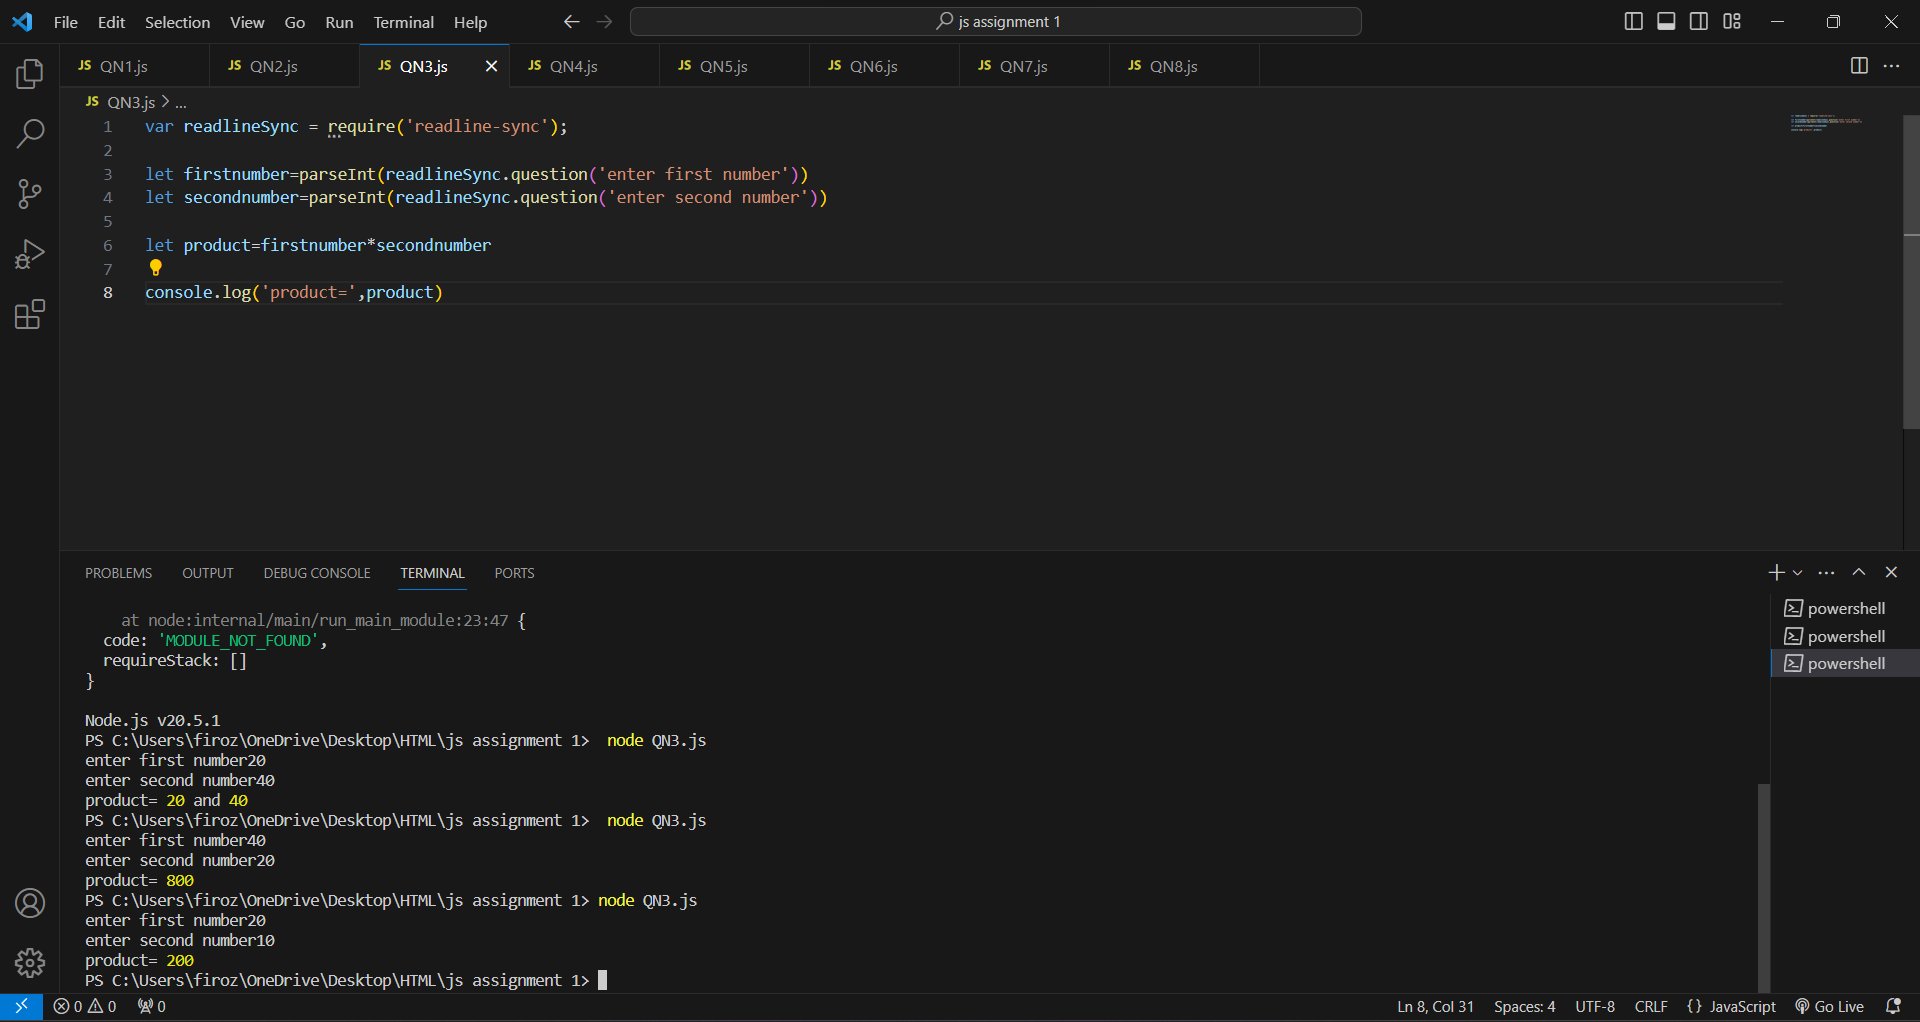 File Edit Selection View Go Run Terminal Help js assignment 1
JS QN1.js JS QN2.js JS QN3.js JS QN4.js JS QN5.js JS QN6.js JS QN7.js JS QN8.js
JS QN3.js > ...
1 var readlineSync = require('readline-sync');
2
3 let firstnumber=parseInt(readlineSync.question('enter first number'))
4 let secondnumber=parseInt(readlineSync.question('enter second number'))
5
6 let product=firstnumber*secondnumber
7
8 console.log('product=',product)
PROBLEMS OUTPUT DEBUG CONSOLE TERMINAL PORTS
at node:internal/main/run_main_module:23:47 {
code: 'MODULE_NOT_FOUND',
requireStack: []
}
Node.js v20.5.1
PS C:\Users\firoz\OneDrive\Desktop\HTML\js assignment 1>  node QN3.js
enter first number20
enter second number40
product= 20 and 40
PS C:\Users\firoz\OneDrive\Desktop\HTML\js assignment 1>  node QN3.js
enter first number40
enter second number20
product= 800
PS C:\Users\firoz\OneDrive\Desktop\HTML\js assignment 1> node QN3.js
enter first number20
enter second number10
product= 200
PS C:\Users\firoz\OneDrive\Desktop\HTML\js assignment 1>
powershell
powershell
powershell
0 0 0 Ln 8, Col 31 Spaces: 4 UTF-8 CRLF {} JavaScript Go Live